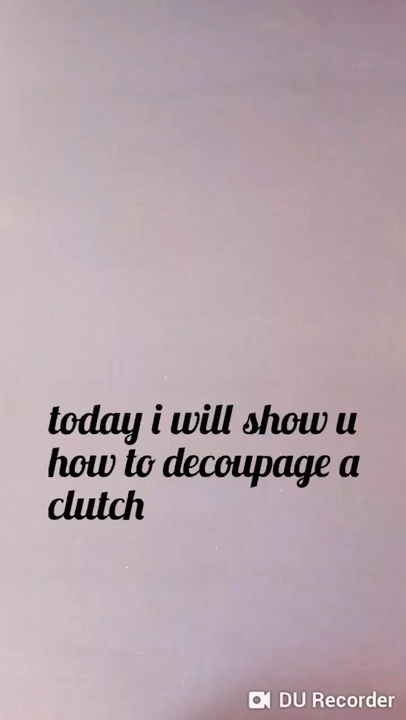 today i will show u
how to decoupage a
clutch
DU Recorder